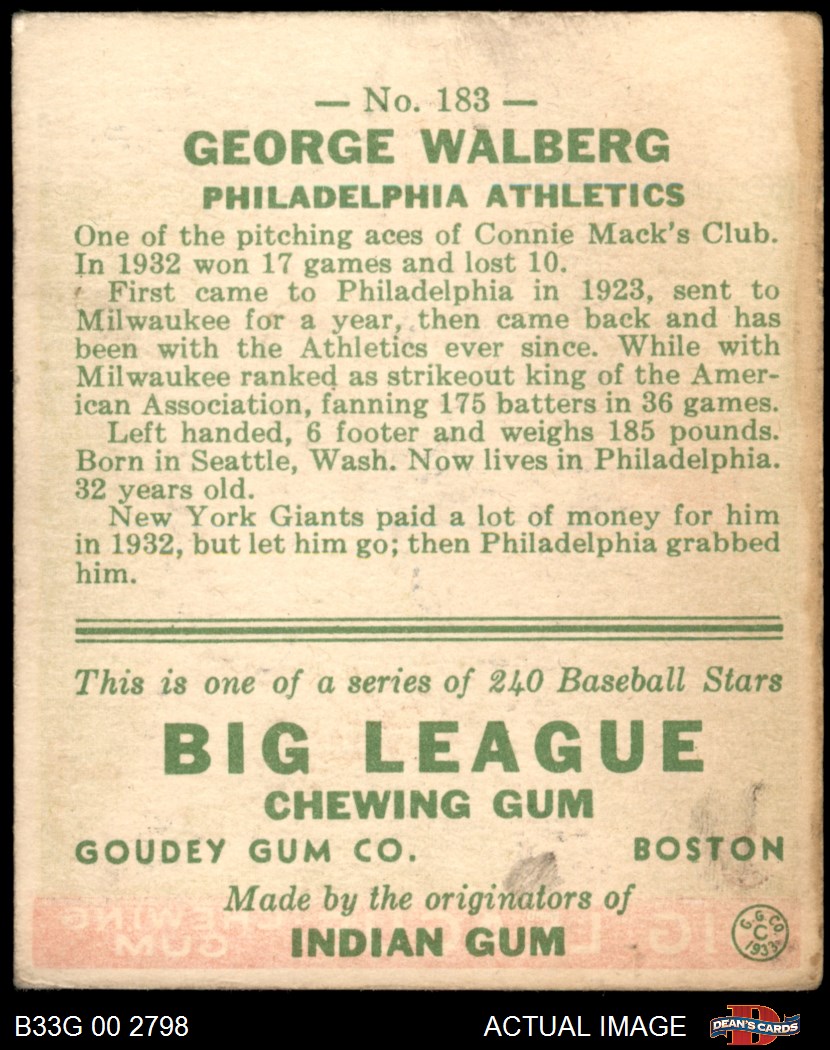 — No. 183 —
GEORGE WALBERG
PHILADELPHIA ATHLETICS
One of the pitching aces of Connie Mack's Club.
In 1932 won 17 games and lost 10.
First came to Philadelphia in 1923, sent to
Milwaukee for a year, then came back and has
been with the Athletics ever since. While with
Milwaukee ranked as strikeout king of the Amer-
ican Association, fanning 175 batters in 36 games.
Left handed, 6 footer and weighs 185 pounds.
Born in Seattle, Wash. Now lives in Philadelphia.
32 years old.
New York Giants paid a lot of money for him
in 1932, but let him go; then Philadelphia grabbed
him.
This is one of a series of 240 Baseball Stars
BIG LEAGUE
CHEWING GUM
GOUDEY GUM CO. BOSTON
Made by the originators of
INDIAN GUM
G. G. CO.
C
1933
B33G 00 2798 ACTUAL IMAGE DEAN'S CARDS